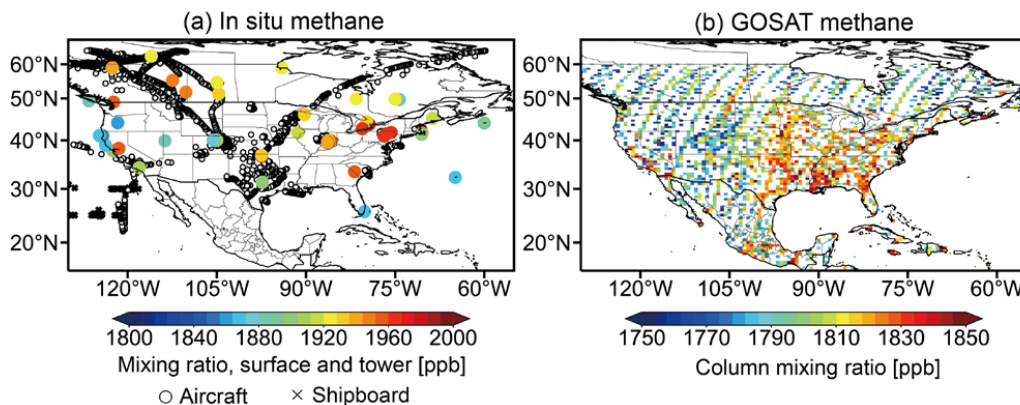 (a) In situ methane
(b) GOSAT methane
60°N
50°N
40°N
30°N
20°N
120°W 105°W 90°W 75°W
60°N
50°N
40°N
30°N
20°N
120°W 105°W 90°W 75°W 60°W
1800 1840 1880 1920 1960 2000
Mixing ratio, surface and tower [ppb]
Aircraft Shipboard
1750 1770 1790 1810 1830 1850
Column mixing ratio [ppb]